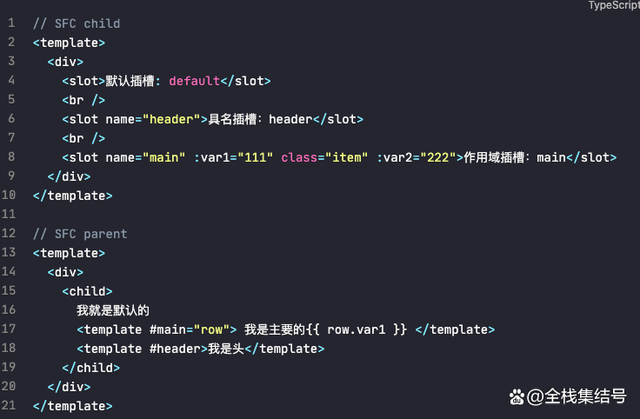 TypeScript
1 // SFC child
2 <template>
3   <div>
4     <slot>默认插槽: default</slot>
5     <br />
6     <slot name="header">具名插槽: header</slot>
7     <br />
8     <slot name="main" :var1="111" class="item" :var2="222">作用域插槽: main</slot>
9   </div>
10 </template>
11
12 // SFC parent
13 <template>
14   <div>
15     <child>
16       我就是默认的
17       <template #main="row"> 我是主要的{{ row.var1 }} </template>
18       <template #header>我是头</template>
19     </child>
20   </div>
21 </template>
@全栈集结号